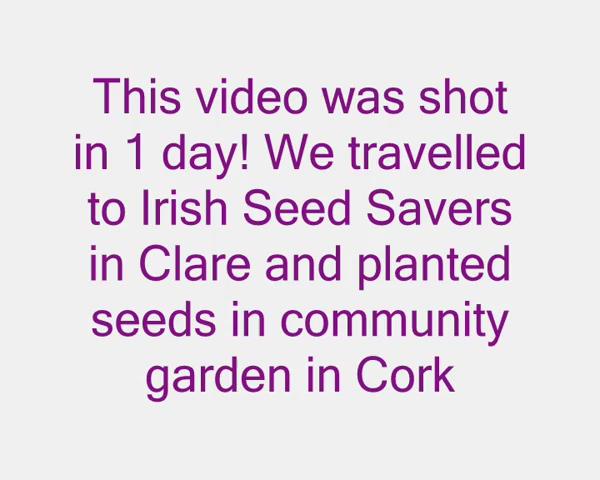 This video was shot
in 1 day! We travelled
to Irish Seed Savers
in Clare and planted
seeds in community
garden in Cork